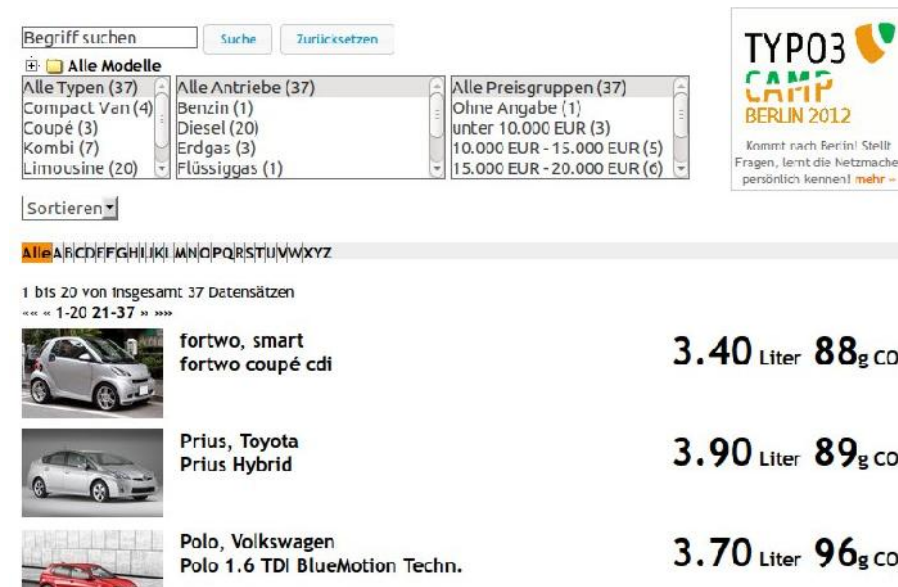 Begriff suchen Suche Zurücksetzen
Alle Modelle
Alle Typen (37)
Compact Van (4)
Coupé (3)
Kombi (7)
Limousine (20)
Alle Antriebe (37)
Benzin (1)
Diesel (20)
Erdgas (3)
Flüssiggas (1)
Alle Preisgruppen (37)
Ohne Angabe (1)
unter 10.000 EUR (3)
10.000 EUR - 15.000 EUR (5)
15.000 EUR - 20.000 EUR (6)
TYPO3
CAMP
BERLIN 2012
Kommt nach Berlin! Stellt
Fragen, lernt die Netzmache
persönlich kennen! mehr »
Sortieren
Alle A B C D E F G H I J K L M N O P Q R S T U V W X Y Z
1 bis 20 von insgesamt 37 Datensätzen
«« « 1-20 21-37 » »»
fortwo, smart
fortwo coupé cdi
3.40 Liter 88g CO
Prius, Toyota
Prius Hybrid
3.90 Liter 89g CO
Polo, Volkswagen
Polo 1.6 TDI BlueMotion Techn.
3.70 Liter 96g CO